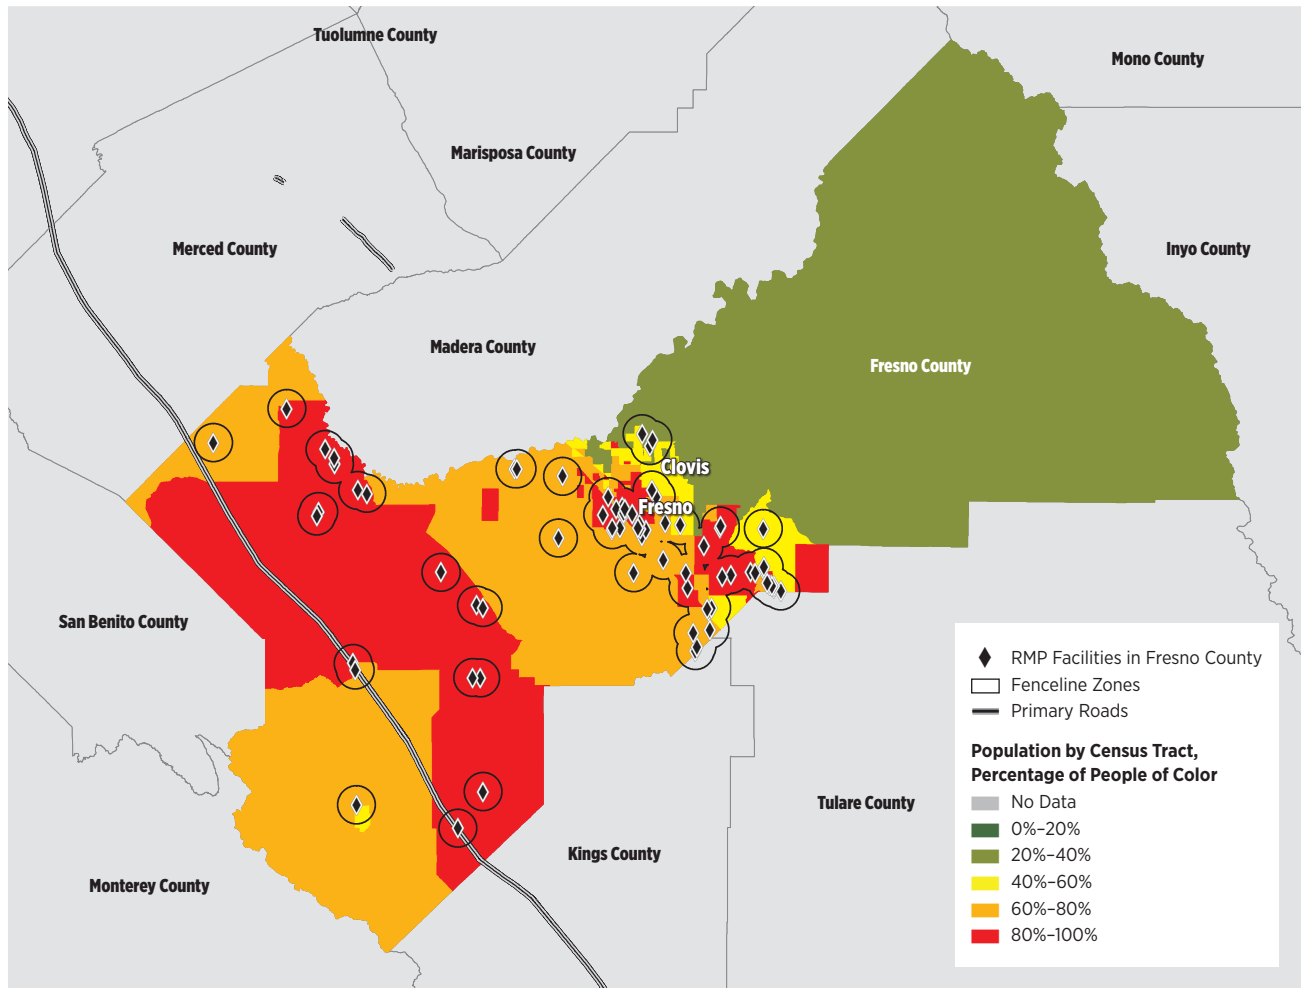 Tuolumne County
Mono County
Marisposa County
Merced County
Inyo County
Madera County
Fresno County
Clovis
Fresno
San Benito County
RMP Facilities in Fresno County
Fenceline Zones
Primary Roads
Population by Census Tract,
Percentage of People of Color
No Data
0%–20%
20%–40%
40%–60%
60%–80%
80%–100%
Tulare County
Kings County
Monterey County